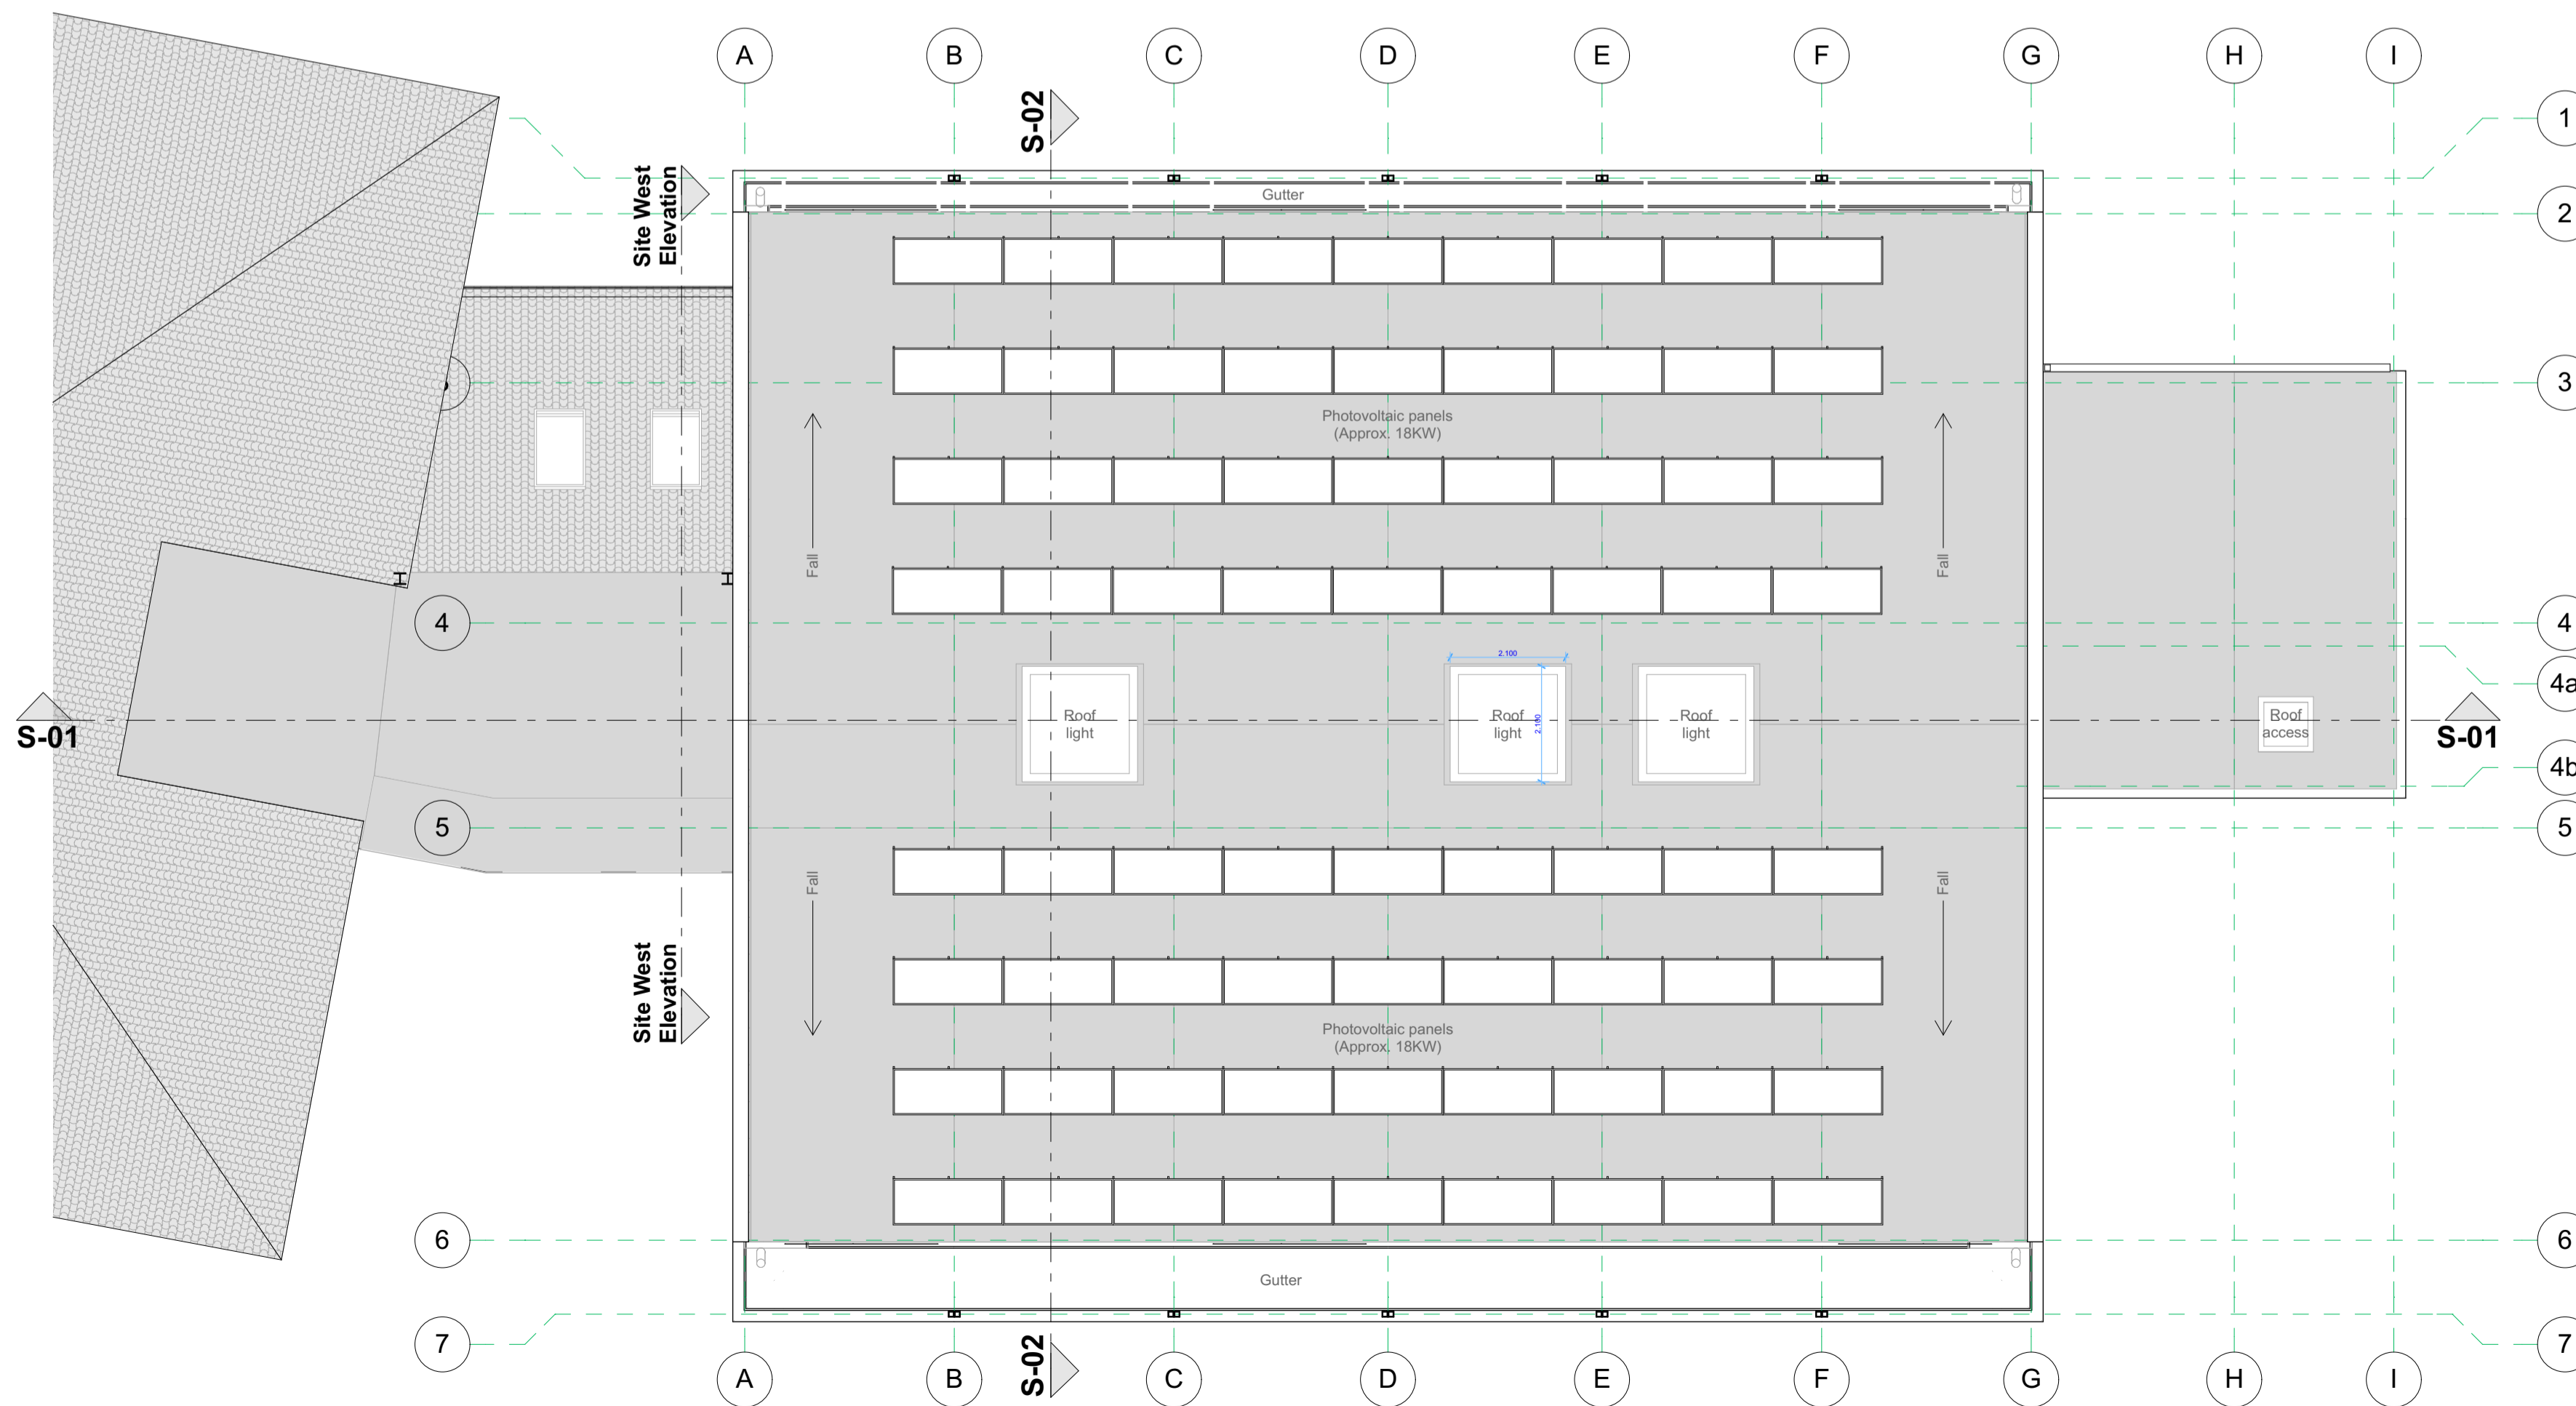 A
B
C
D
E
F
G
H
I
S-02
1
Site West
Elevation
Gutter
2
3
Photovoltaic panels
(Approx. 18KW)
Fall
Fall
4
4
2.100
4a
Roof
light
Roof
light
2.100
Roof
light
Roof
access
S-01
S-01
4b
5
5
Fall
Fall
Site West
Elevation
Photovoltaic panels
(Approx. 18KW)
6
6
Gutter
7
7
S-02
A
B
C
D
E
F
G
H
I